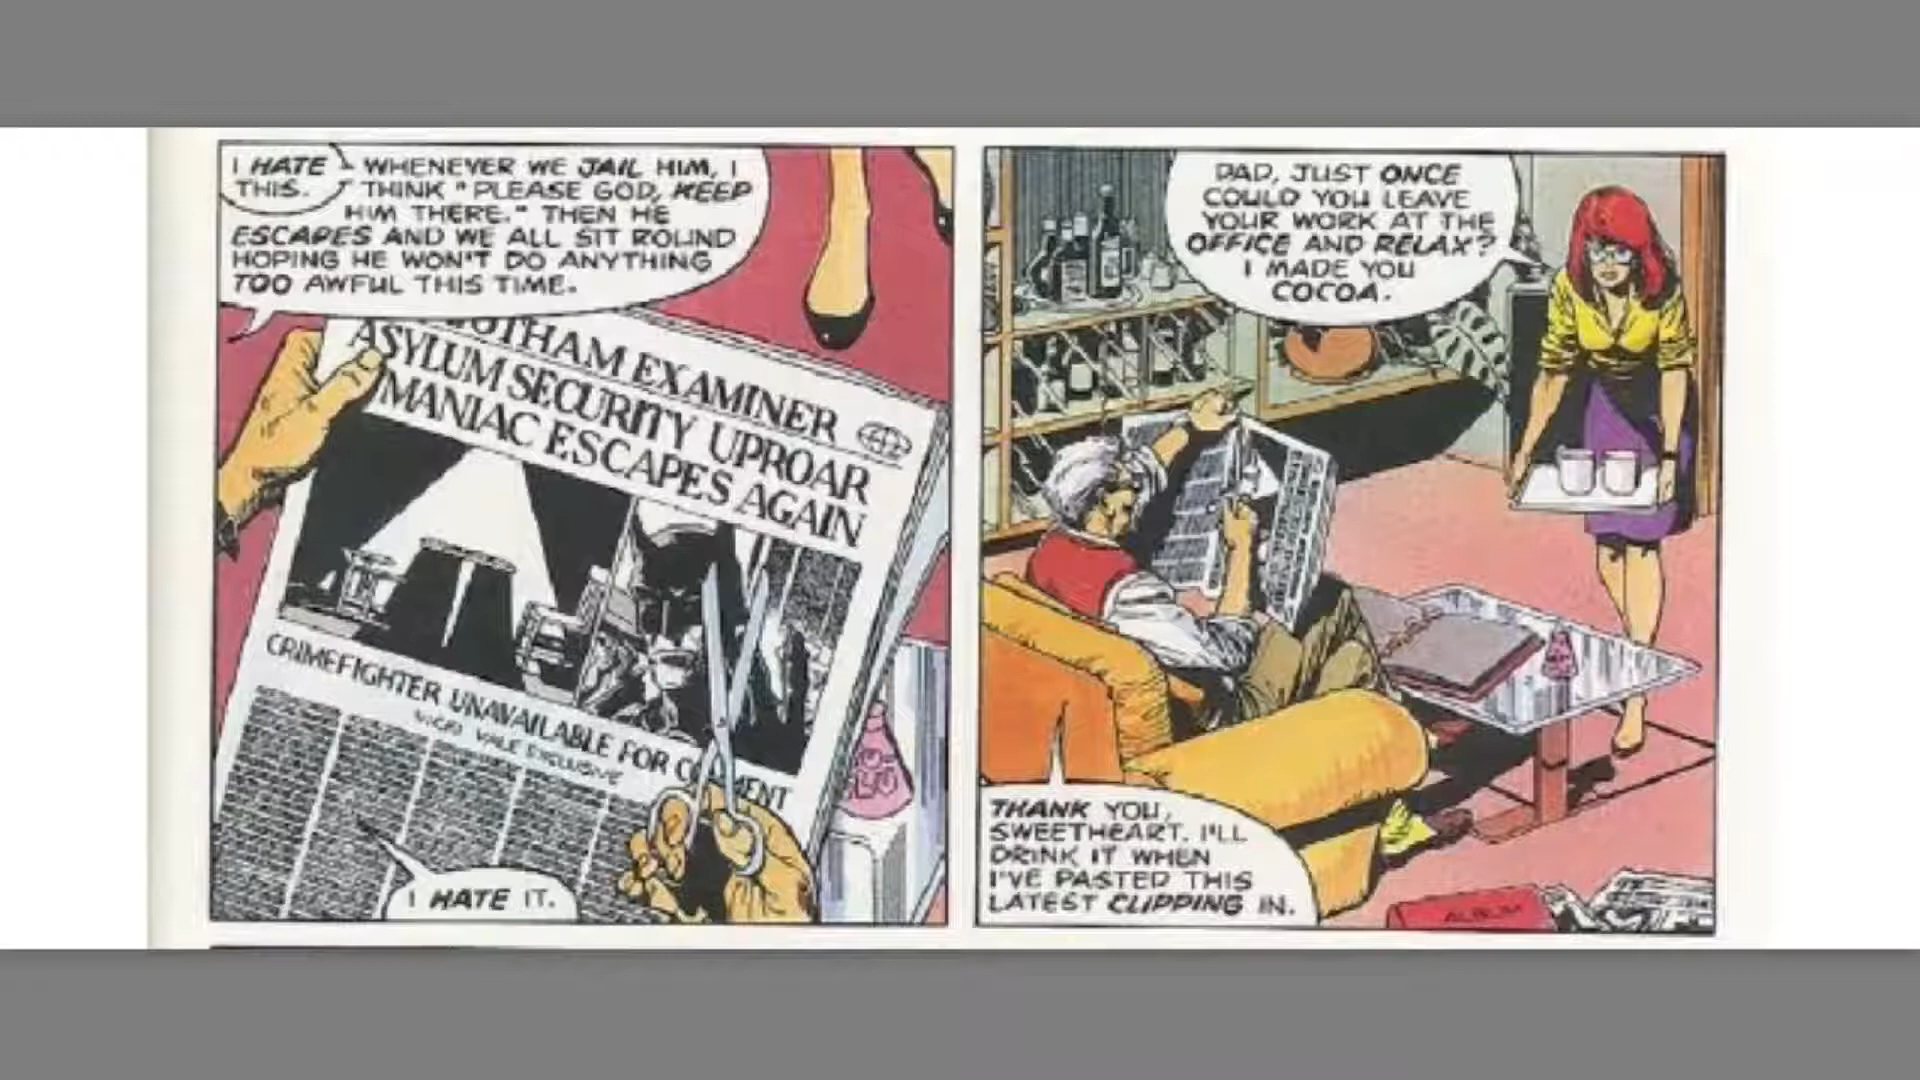 I HATE
THIS.
WHENEVER WE JAIL HIM, I
THINK "PLEASE GOD, KEEP
HIM THERE." THEN HE
ESCAPES AND WE ALL SIT ROUND
HOPING HE WON'T DO ANYTHING
TOO AWFUL THIS TIME.
GOTHAM EXAMINER
ASYLUM SECURITY UPROAR
MANIAC ESCAPES AGAIN
CRIMEFIGHTER UNAVAILABLE FOR COMMENT
VICKI VALE EXCLUSIVE
I HATE IT.
DAD, JUST ONCE
COULD YOU LEAVE
YOUR WORK AT THE
OFFICE AND RELAX?
I MADE YOU
COCOA.
THANK YOU,
SWEETHEART. I'LL
DRINK IT WHEN
I'VE PASTED THIS
LATEST CLIPPING IN.
ALBUM